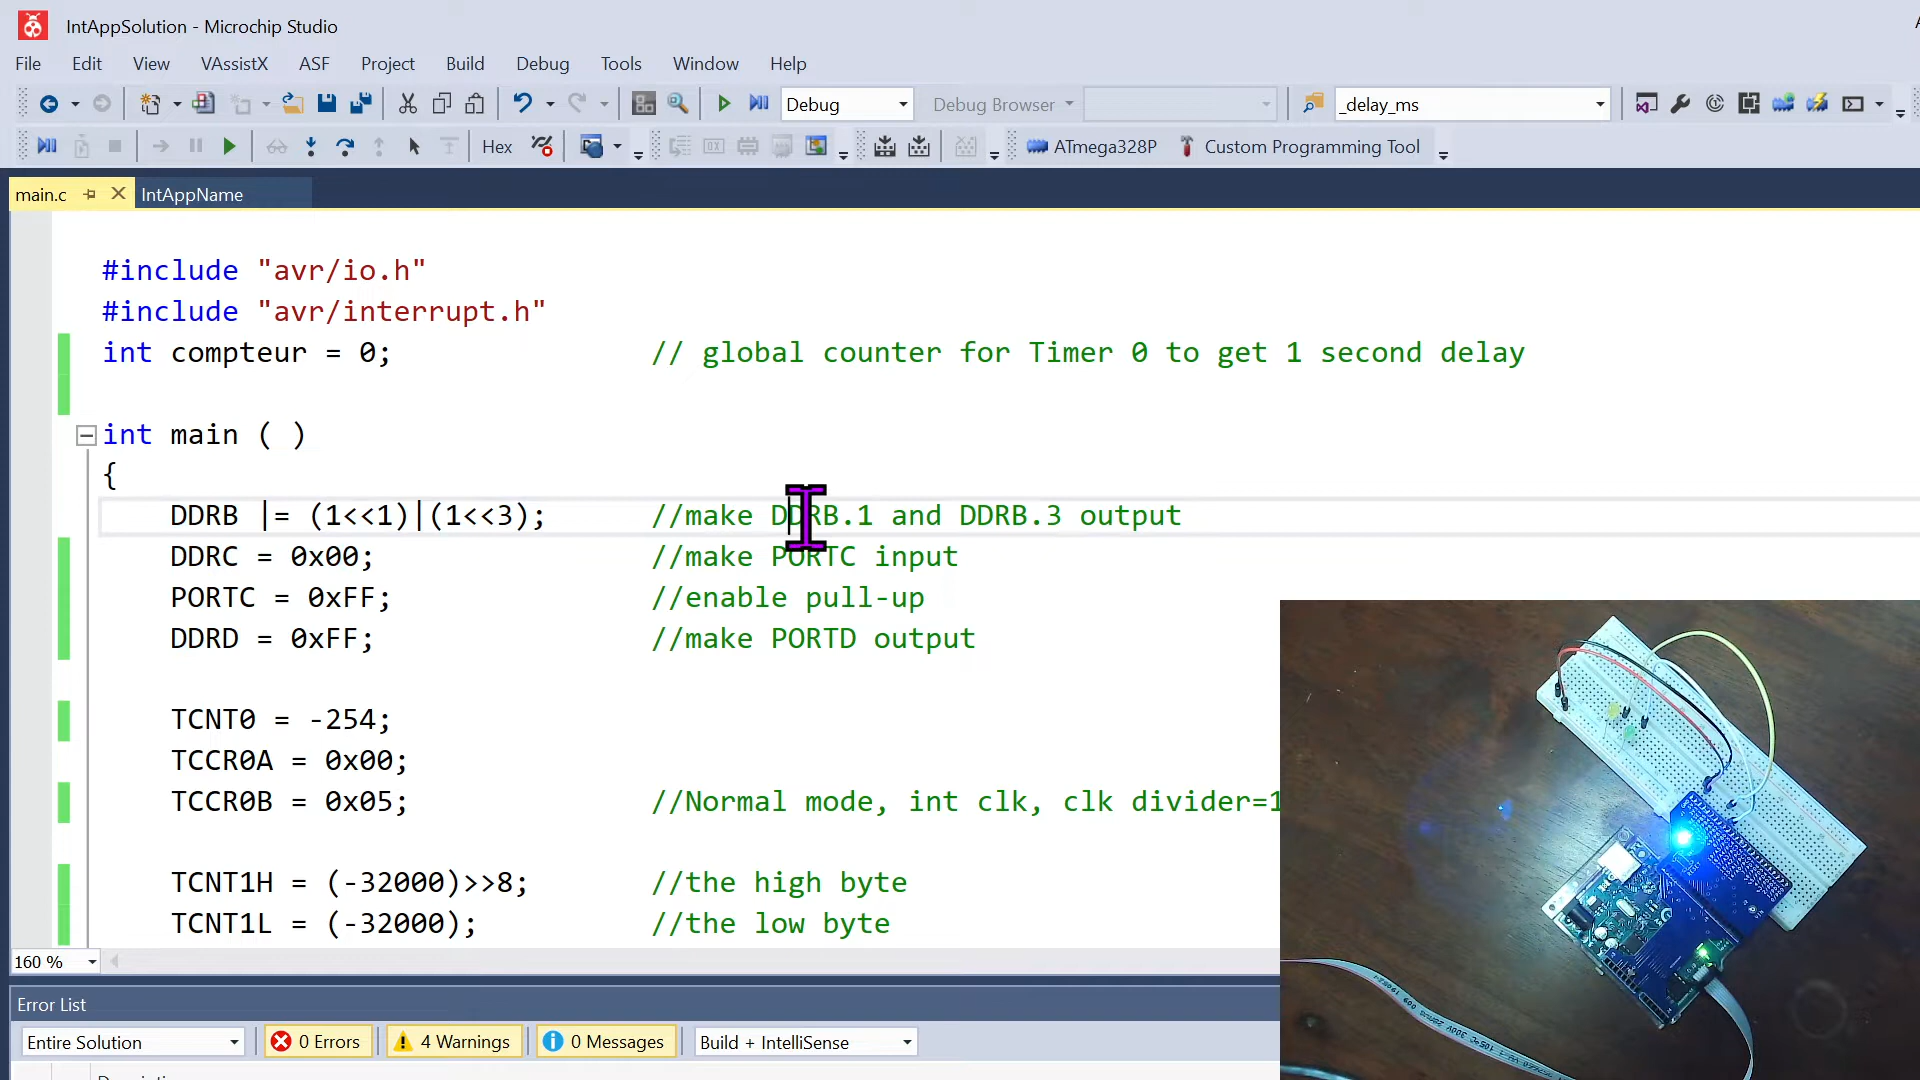 IntAppSolution - Microchip Studio
File Edit View VAssistX ASF Project Build Debug Tools Window Help
Debug Debug Browser _delay_ms
Hex ATmega328P Custom Programming Tool
main.c IntAppName
#include "avr/io.h"
#include "avr/interrupt.h"
int compteur = 0; // global counter for Timer 0 to get 1 second delay
int main ( )
{
DDRB |= (1<<1)|(1<<3); //make DDRB.1 and DDRB.3 output
DDRC = 0x00; //make PORTC input
PORTC = 0xFF; //enable pull-up
DDRD = 0xFF; //make PORTD output
TCNT0 = -254;
TCCR0A = 0x00;
TCCR0B = 0x05; //Normal mode, int clk, clk divider=1
TCNT1H = (-32000)>>8; //the high byte
TCNT1L = (-32000); //the low byte
160 %
Error List
Entire Solution 0 Errors 4 Warnings 0 Messages Build + IntelliSense